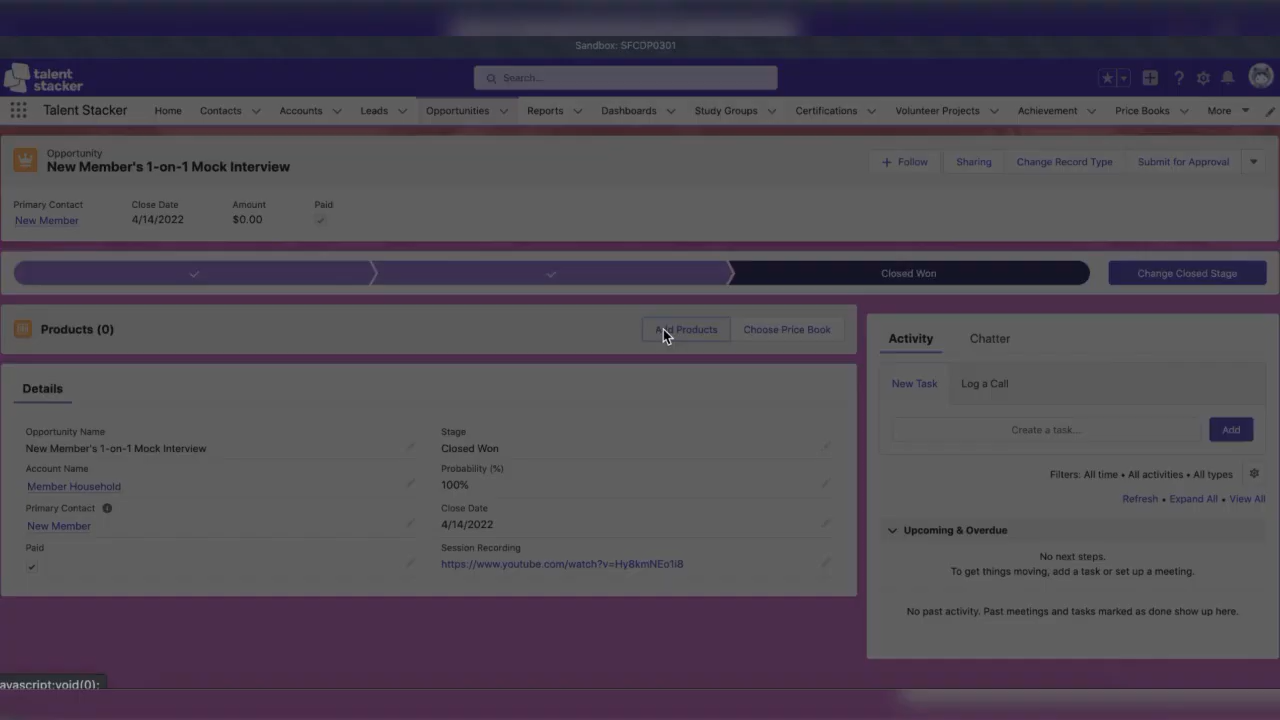 Sandbox: SFCDP0301
talent
stacker
Search...
Talent Stacker Home Contacts Accounts Leads Opportunities Reports Dashboards Study Groups Certifications Volunteer Projects Achievement Price Books More
Opportunity
New Member's 1-on-1 Mock Interview
+ Follow Sharing Change Record Type Submit for Approval
Primary Contact Close Date Amount Paid
New Member 4/14/2022 $0.00
Closed Won Change Closed Stage
Products (0) Add Products Choose Price Book
Activity Chatter
New Task Log a Call
Create a task... Add
Filters: All time • All activities • All types
Refresh • Expand All • View All
Upcoming & Overdue
No next steps.
To get things moving, add a task or set up a meeting.
No past activity. Past meetings and tasks marked as done show up here.
Details
Opportunity Name Stage
New Member's 1-on-1 Mock Interview Closed Won
Account Name Probability (%)
Member Household 100%
Primary Contact Close Date
New Member 4/14/2022
Paid Session Recording
https://www.youtube.com/watch?v=Hy8kmNEo1i8
avascript:void(0);